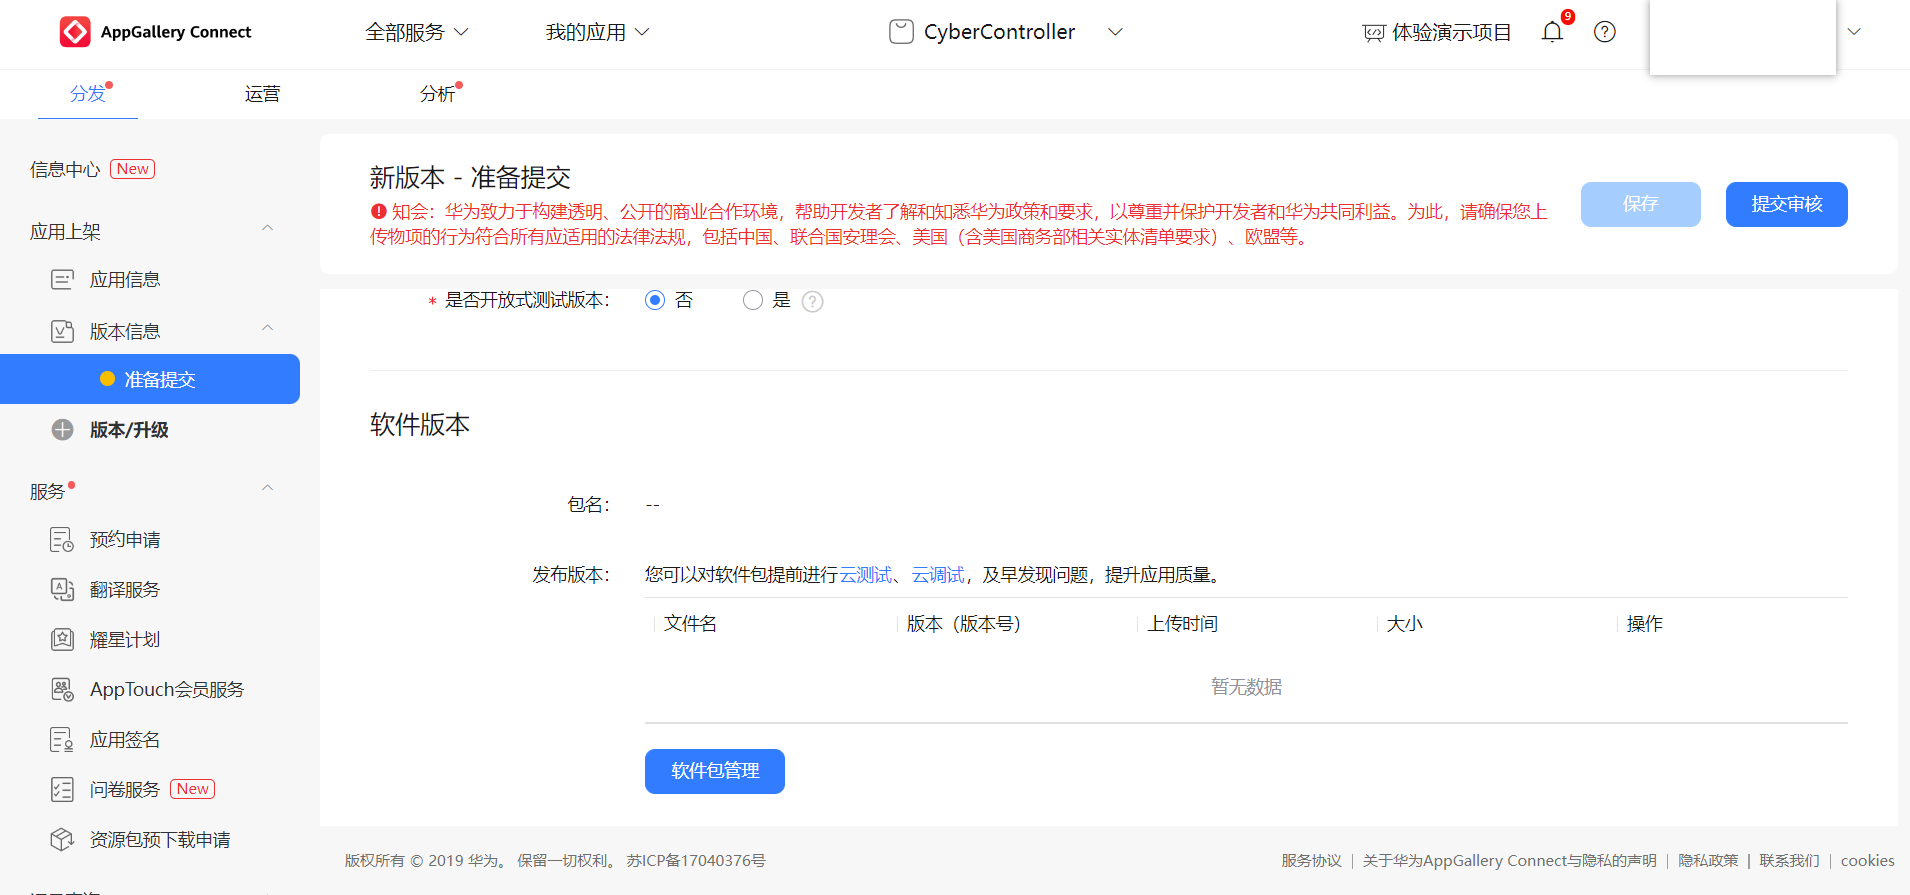 AppGallery Connect
全部服务
我的应用
CyberController
体验演示项目
9
分发
运营
分析
信息中心 New
应用上架
应用信息
版本信息
准备提交
版本/升级
服务
预约申请
翻译服务
耀星计划
AppTouch会员服务
应用签名
问卷服务 New
资源包预下载申请
新版本 - 准备提交
知会：华为致力于构建透明、公开的商业合作环境，帮助开发者了解和知悉华为政策和要求，以尊重并保护开发者和华为共同利益。为此，请确保您上
传物项的行为符合所有应适用的法律法规，包括中国、联合国安理会、美国（含美国商务部相关实体清单要求）、欧盟等。
保存
提交审核
* 是否开放式测试版本： 否 是
软件版本
包名： --
发布版本： 您可以对软件包提前进行云测试、云调试，及早发现问题，提升应用质量。
文件名 版本（版本号） 上传时间 大小 操作
暂无数据
软件包管理
版权所有 © 2019 华为。 保留一切权利。 苏ICP备17040376号
服务协议 | 关于华为AppGallery Connect与隐私的声明 | 隐私政策 | 联系我们 | cookies